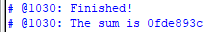 # @1030: Finished!
# @1030: The sum is 0fde893c